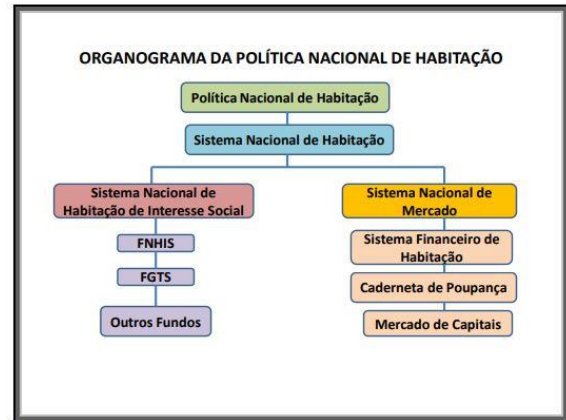 ORGANOGRAMA DA POLÍTICA NACIONAL DE HABITAÇÃO
Política Nacional de Habitação
Sistema Nacional de Habitação
Sistema Nacional de
Habitação de Interesse Social
FNHIS
FGTS
Outros Fundos
Sistema Nacional de
Mercado
Sistema Financeiro de
Habitação
Caderneta de Poupança
Mercado de Capitais